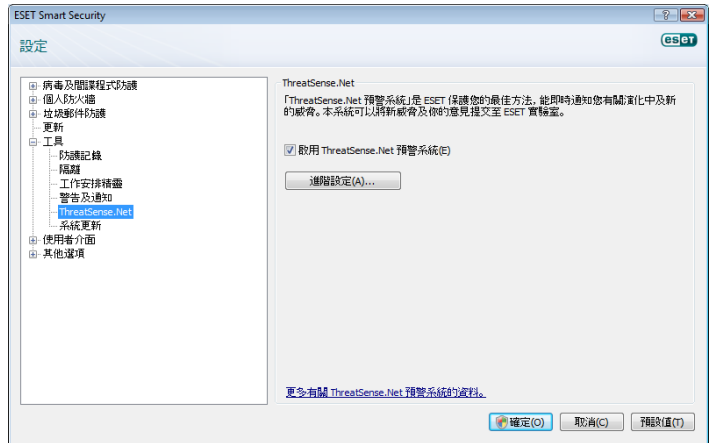 ESET Smart Security
設定
eset
病毒及間諜程式防護
個人防火牆
垃圾郵件防護
更新
工具
防護記錄
隔離
工作安排精靈
警告及通知
ThreatSense.Net
系統更新
使用者介面
其他選項
ThreatSense.Net
「ThreatSense.Net 預警系統」是 ESET 保護您的最佳方法, 能即時通知您有關演化中及新
的威脅。本系統可以將新威脅及你的意見提交至 ESET 實驗室。
啟用 ThreatSense.Net 預警系統(E)
進階設定(A)...
更多有關 ThreatSense.Net 預警系統的資料。
確定(O)
取消(C)
預設值(T)